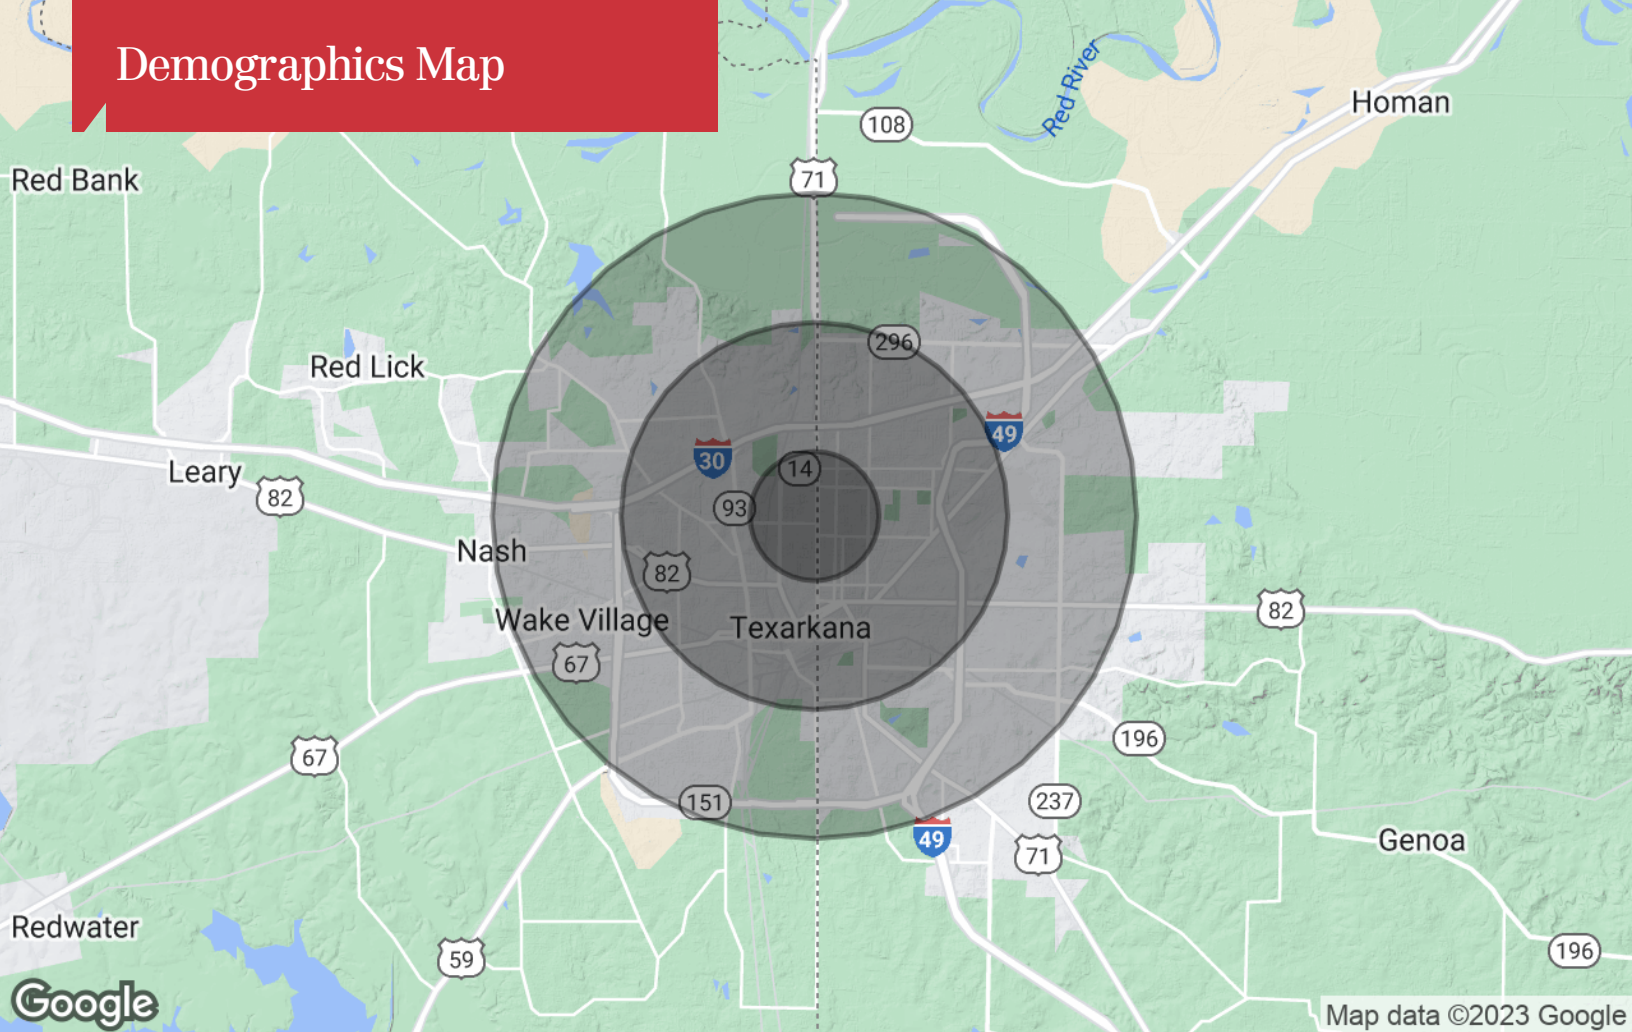 Demographics Map
Red River
Homan
108
71
Red Bank
296
Red Lick
49
30
14
Leary
82
93
Nash
82
82
Wake Village
Texarkana
67
196
67
151
237
49
71
Genoa
Redwater
59
196
Google
Map data ©2023 Google